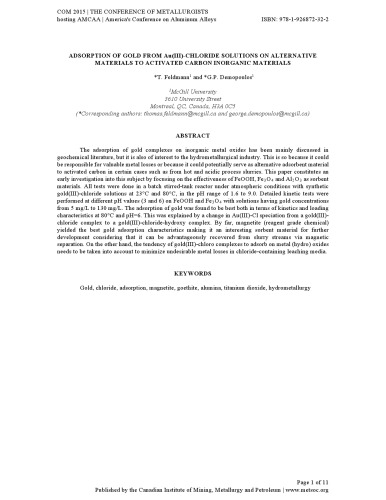 COM 2015 | THE CONFERENCE OF METALLURGISTS
hosting AMCAA | America's Conference on Aluminum Alloys ISBN: 978-1-926872-32-2
ADSORPTION OF GOLD FROM Au(III)-CHLORIDE SOLUTIONS ON ALTERNATIVE
MATERIALS TO ACTIVATED CARBON INORGANIC MATERIALS
*T. Feldmann¹ and *G.P. Demopoulos¹
¹McGill University
3610 University Street
Montreal, QC, Canada, H3A 0C5
(*Corresponding authors: thomas.feldmann@mcgill.ca and george.demopoulos@mcgill.ca)
ABSTRACT
The adsorption of gold complexes on inorganic metal oxides has been mainly discussed in
geochemical literature, but it is also of interest to the hydrometallurgical industry. This is so because it could
be responsible for valuable metal losses or because it could potentially serve as alternative adsorbent material
to activated carbon in certain cases such as from hot and acidic process slurries. This paper constitutes an
early investigation into this subject by focusing on the effectiveness of FeOOH, Fe₃O₄ and Al₂O₃ as sorbent
materials. All tests were done in a batch stirred-tank reactor under atmospheric conditions with synthetic
gold(III)-chloride solutions at 23°C and 80°C, in the pH range of 1.6 to 9.0. Detailed kinetic tests were
performed at different pH values (3 and 6) on FeOOH and Fe₃O₄ with solutions having gold concentrations
from 5 mg/L to 130 mg/L. The adsorption of gold was found to be best both in terms of kinetics and loading
characteristics at 80°C and pH=6. This was explained by a change in Au(III)-Cl speciation from a gold(III)-
chloride complex to a gold(III)-chloride-hydroxy complex. By far, magnetite (reagent grade chemical)
yielded the best gold adsorption characteristics making it an interesting sorbent material for further
development considering that it can be advantageously recovered from slurry streams via magnetic
separation. On the other hand, the tendency of gold(III)-chloro complexes to adsorb on metal (hydro) oxides
needs to be taken into account to minimize undesirable metal losses in chloride-containing leaching media.
KEYWORDS
Gold, chloride, adsorption, magnetite, goethite, alumina, titanium dioxide, hydrometallurgy
Page 1 of 11
Published by the Canadian Institute of Mining, Metallurgy and Petroleum | www.metsoc.org